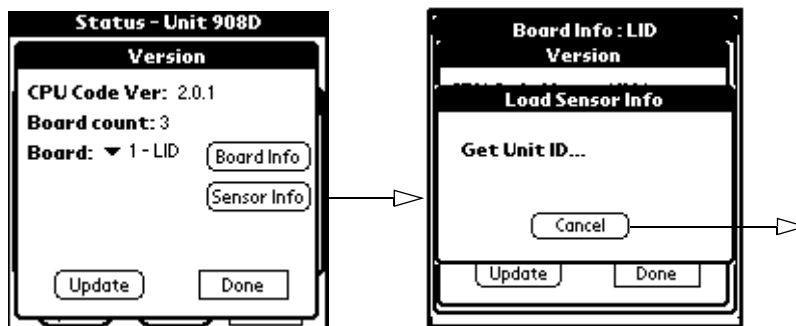 Status - Unit 908D
Version
CPU Code Ver: 2.0.1
Board count: 3
Board: 1 - LID
Board Info
Sensor Info
Update
Done
Board Info : LID
Version
Load Sensor Info
Get Unit ID...
Cancel
Update
Done